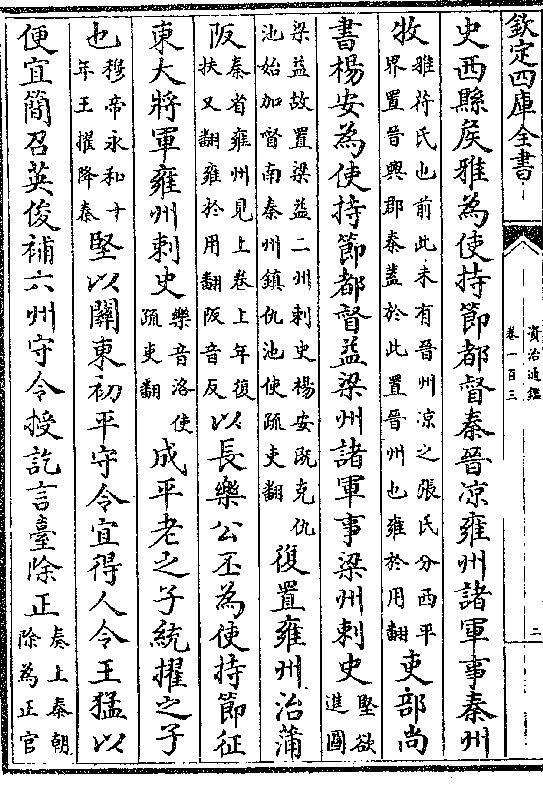 欽定四庫全書
資治通鑑
卷一百三
二
史西縣矦雅為使持節都督秦晉凉雍州諸軍事秦州
牧雅苻氏也前此未有晉州凉之張氏分西平界置晉興郡秦葢於此置晉州也雍於用翻吏部尚
書楊安為使持節都督益梁州諸軍事梁州刺史堅欲進圖
梁益故置梁益二州刺史楊安既克仇池始加督南秦州鎮仇池使疏吏翻復置雍州治蒲
阪秦省雍州見上卷上年復扶又翻雍於用翻阪音反以長樂公丕為使持節征
東大將軍雍州刺史樂音洛使疏吏翻成平老之子統擢之子
也穆帝永和十年王擢降秦堅以關東初平守令宜得人令王猛以
便宜簡召英俊補六州守令授訖言臺除正奏上秦朝除為正官